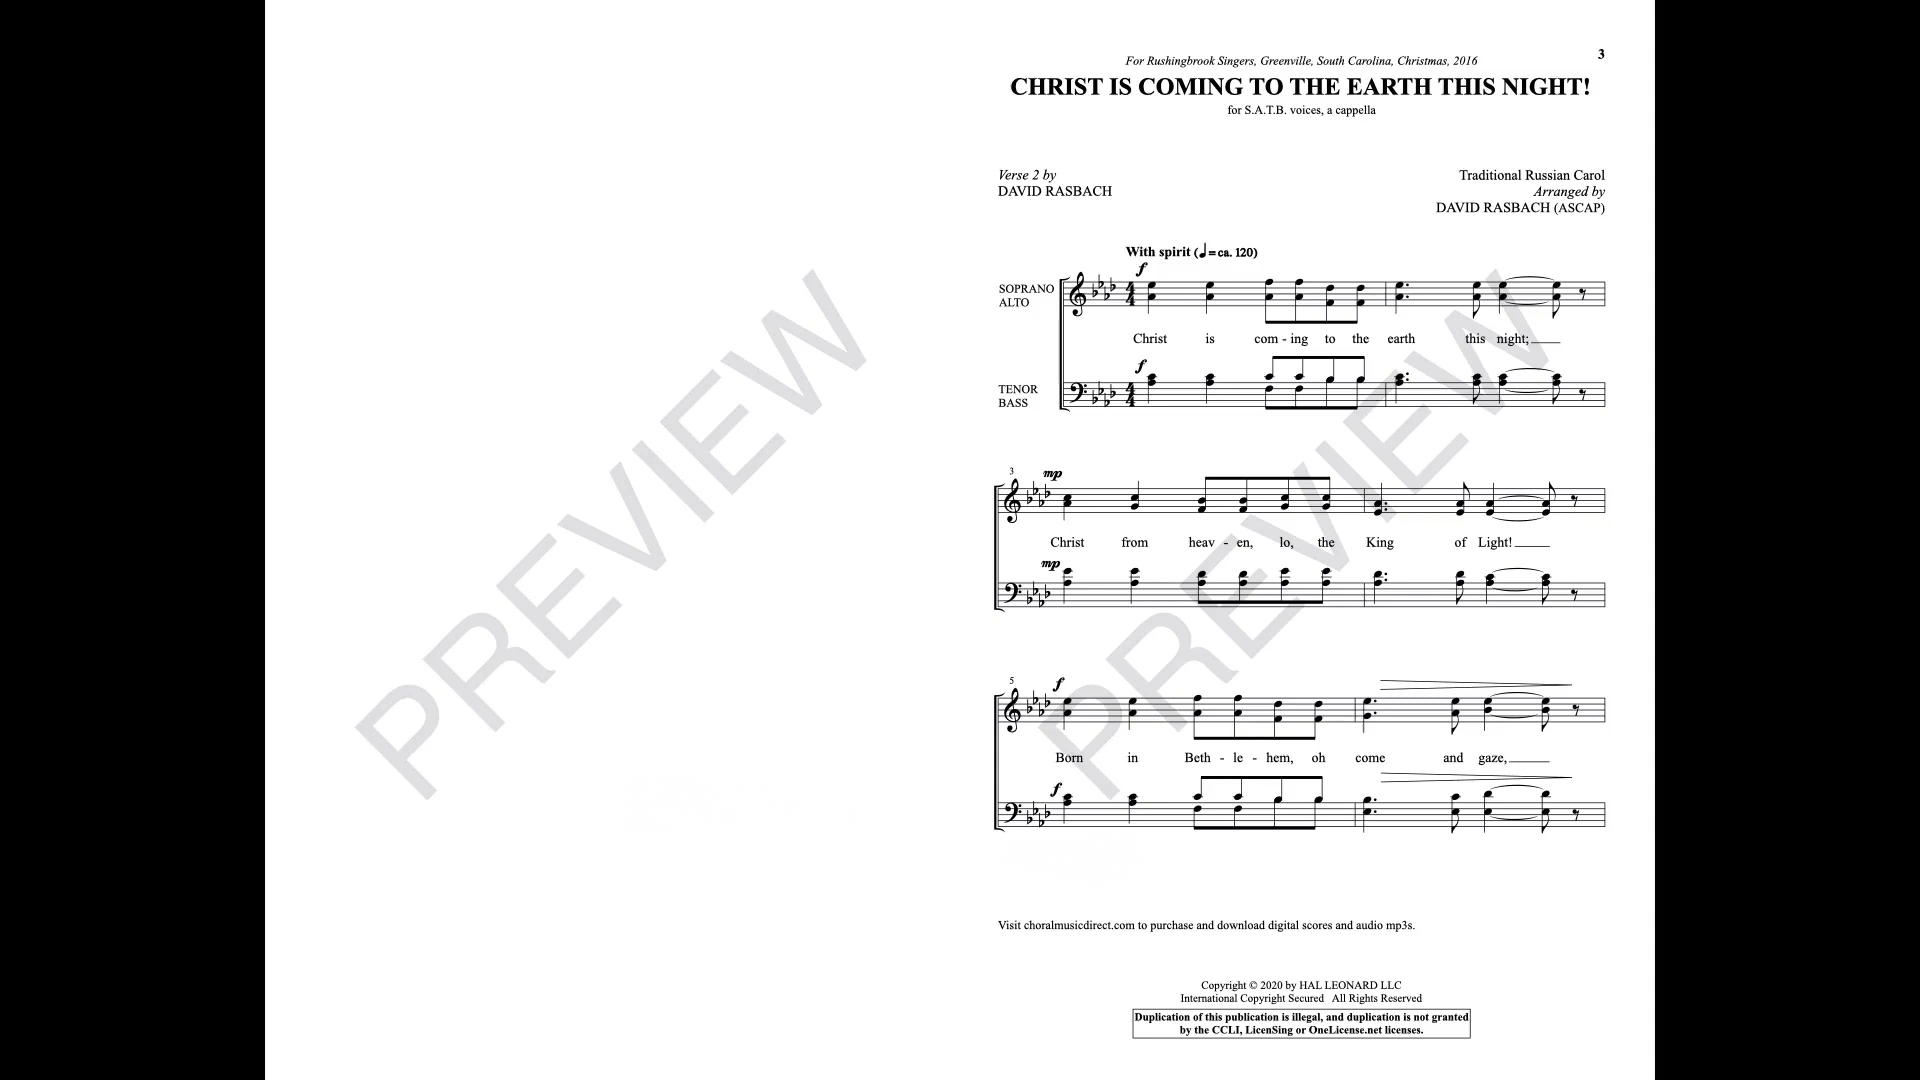 PREVIEW
3
For Rushingbrook Singers, Greenville, South Carolina, Christmas, 2016
CHRIST IS COMING TO THE EARTH THIS NIGHT!
for S.A.T.B. voices, a cappella
Verse 2 by
DAVID RASBACH
Traditional Russian Carol
Arranged by
DAVID RASBACH (ASCAP)
With spirit (♩=ca. 120)
f
SOPRANO
ALTO
Christ is com - ing to the earth this night;
f
TENOR
BASS
3
mp
Christ from heav - en, lo, the King of Light!
mp
5
f
Born in Beth - le - hem, oh come and gaze,
f
PREVIEW
Visit choralmusicdirect.com to purchase and download digital scores and audio mp3s.
Copyright © 2020 by HAL LEONARD LLC
International Copyright Secured All Rights Reserved
Duplication of this publication is illegal, and duplication is not granted
by the CCLI, LicenSing or OneLicense.net licenses.